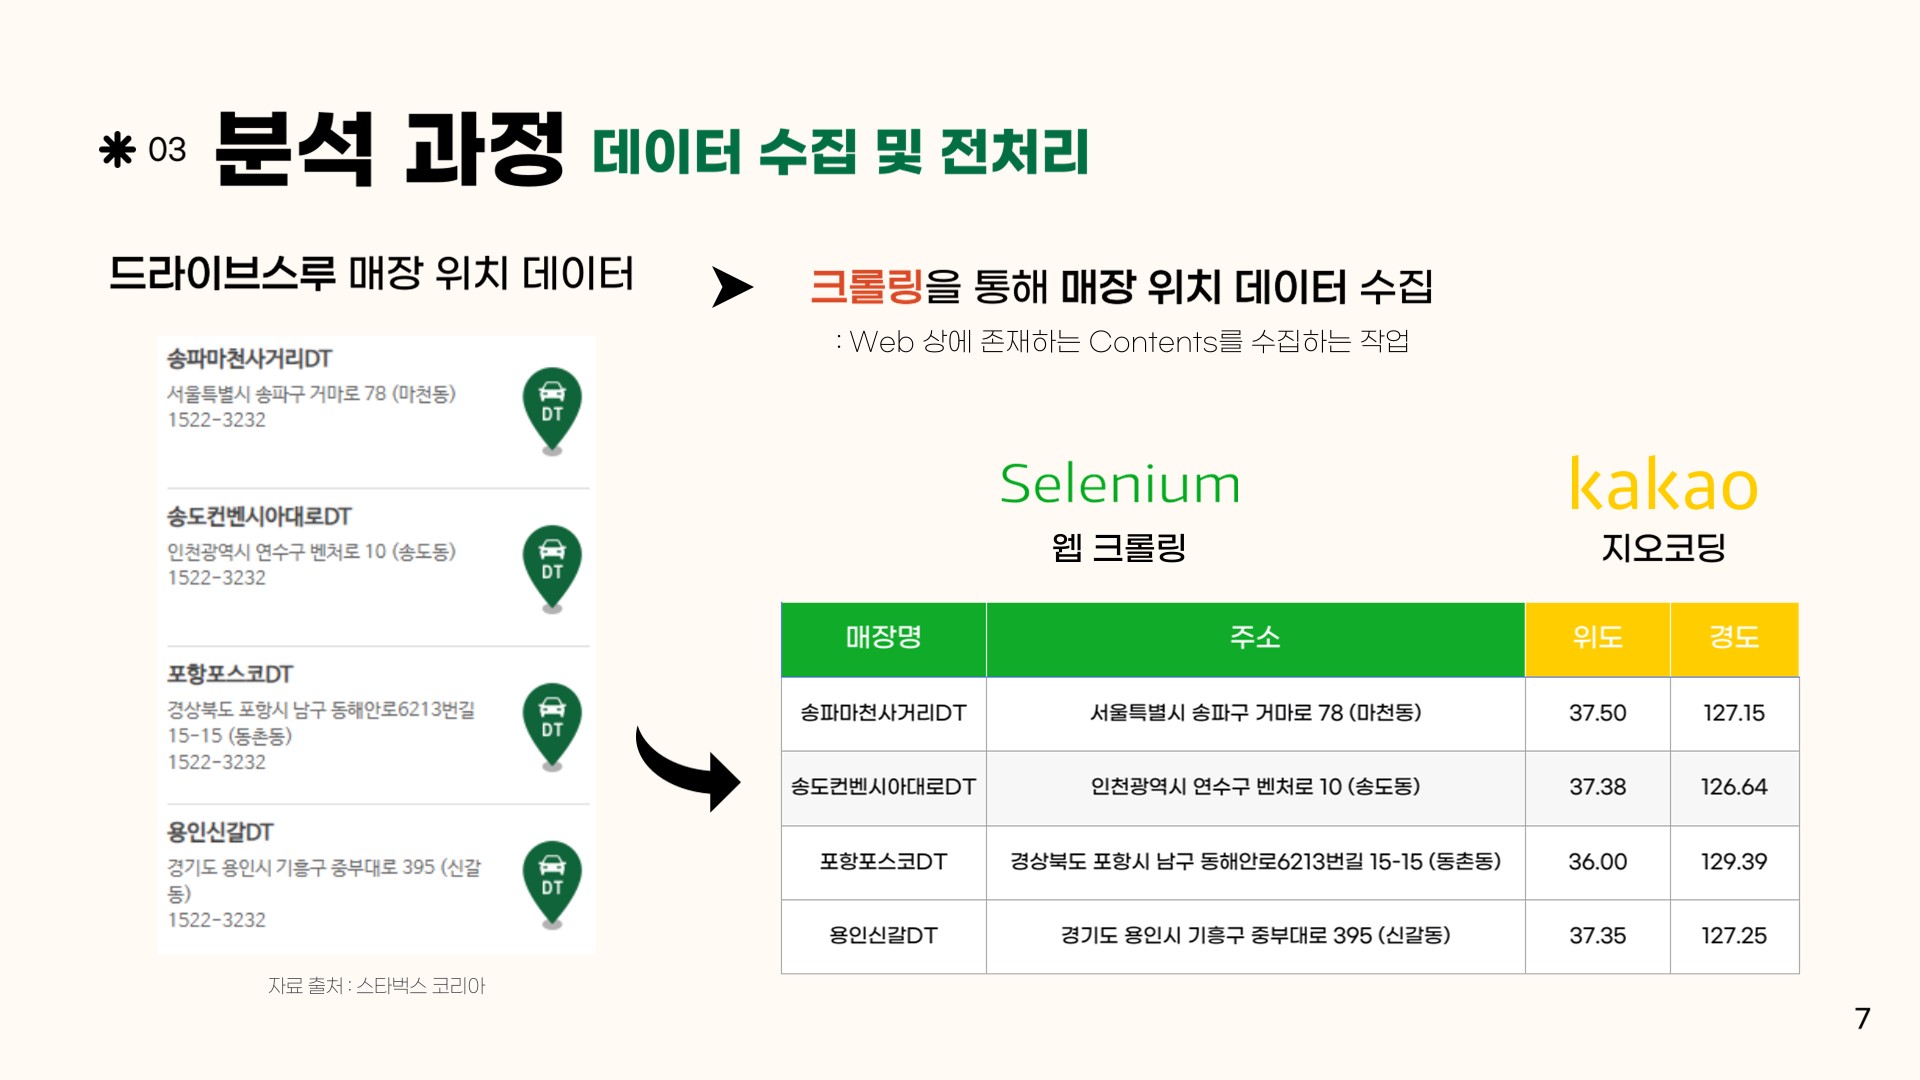 03 분석 과정 데이터 수집 및 전처리
드라이브스루 매장 위치 데이터
송파마천사거리DT
서울특별시 송파구 거마로 78 (마천동)
1522-3232
DT
송도컨벤시아대로DT
인천광역시 연수구 벤처로 10 (송도동)
1522-3232
DT
포항포스코DT
경상북도 포항시 남구 동해안로6213번길
15-15 (동촌동)
1522-3232
DT
용인신갈DT
경기도 용인시 기흥구 중부대로 395 (신갈
동)
1522-3232
DT
자료 출처 : 스타벅스 코리아
크롤링을 통해 매장 위치 데이터 수집
: Web 상에 존재하는 Contents를 수집하는 작업
Selenium
웹 크롤링
kakao
지오코딩
매장명 주소 위도 경도
송파마천사거리DT 서울특별시 송파구 거마로 78 (마천동) 37.50 127.15
송도컨벤시아대로DT 인천광역시 연수구 벤처로 10 (송도동) 37.38 126.64
포항포스코DT 경상북도 포항시 남구 동해안로6213번길 15-15 (동촌동) 36.00 129.39
용인신갈DT 경기도 용인시 기흥구 중부대로 395 (신갈동) 37.35 127.25
7